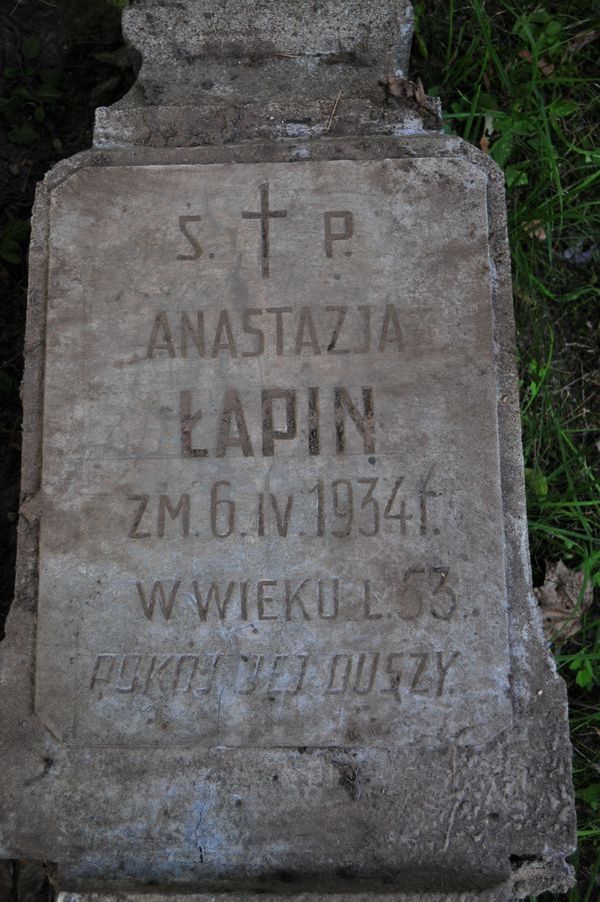 S. P.
ANASTAZJA
ŁAPIN
ZM. 6. IV. 1934 r.
W WIEKU L. 53.
POKÓJ JEJ DUSZY.